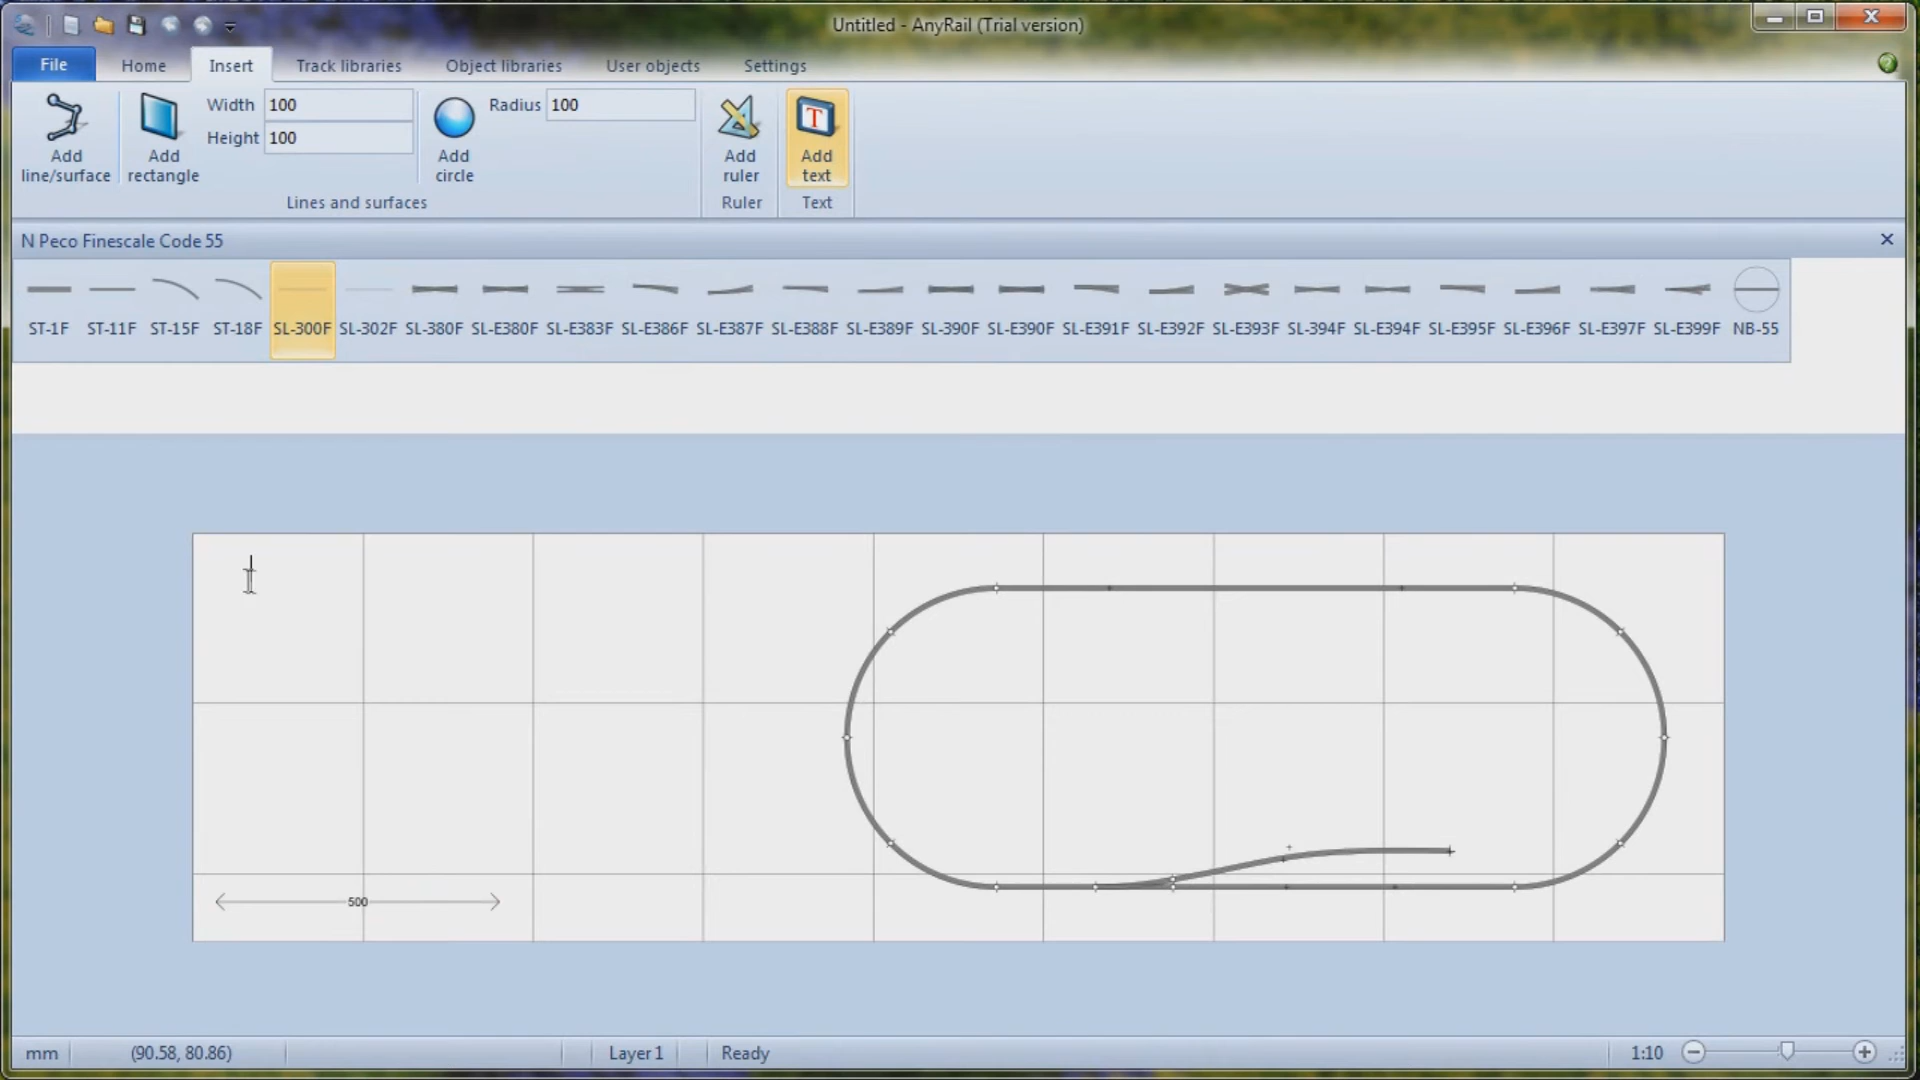 Untitled - AnyRail (Trial version)
File Home Insert Track libraries Object libraries User objects Settings
Add line/surface
Add rectangle
Width 100
Height 100
Add circle
Radius 100
Add ruler
T
Add text
Lines and surfaces Ruler Text
N Peco Finescale Code 55
ST-1F ST-11F ST-15F ST-18F SL-300F SL-302F SL-380F SL-E380F SL-E383F SL-E386F SL-E387F SL-E388F SL-E389F SL-390F SL-E390F SL-E391F SL-E392F SL-E393F SL-394F SL-E394F SL-E395F SL-E396F SL-E397F SL-E399F NB-55
500
mm (90.58, 80.86) Layer 1 Ready 1:10